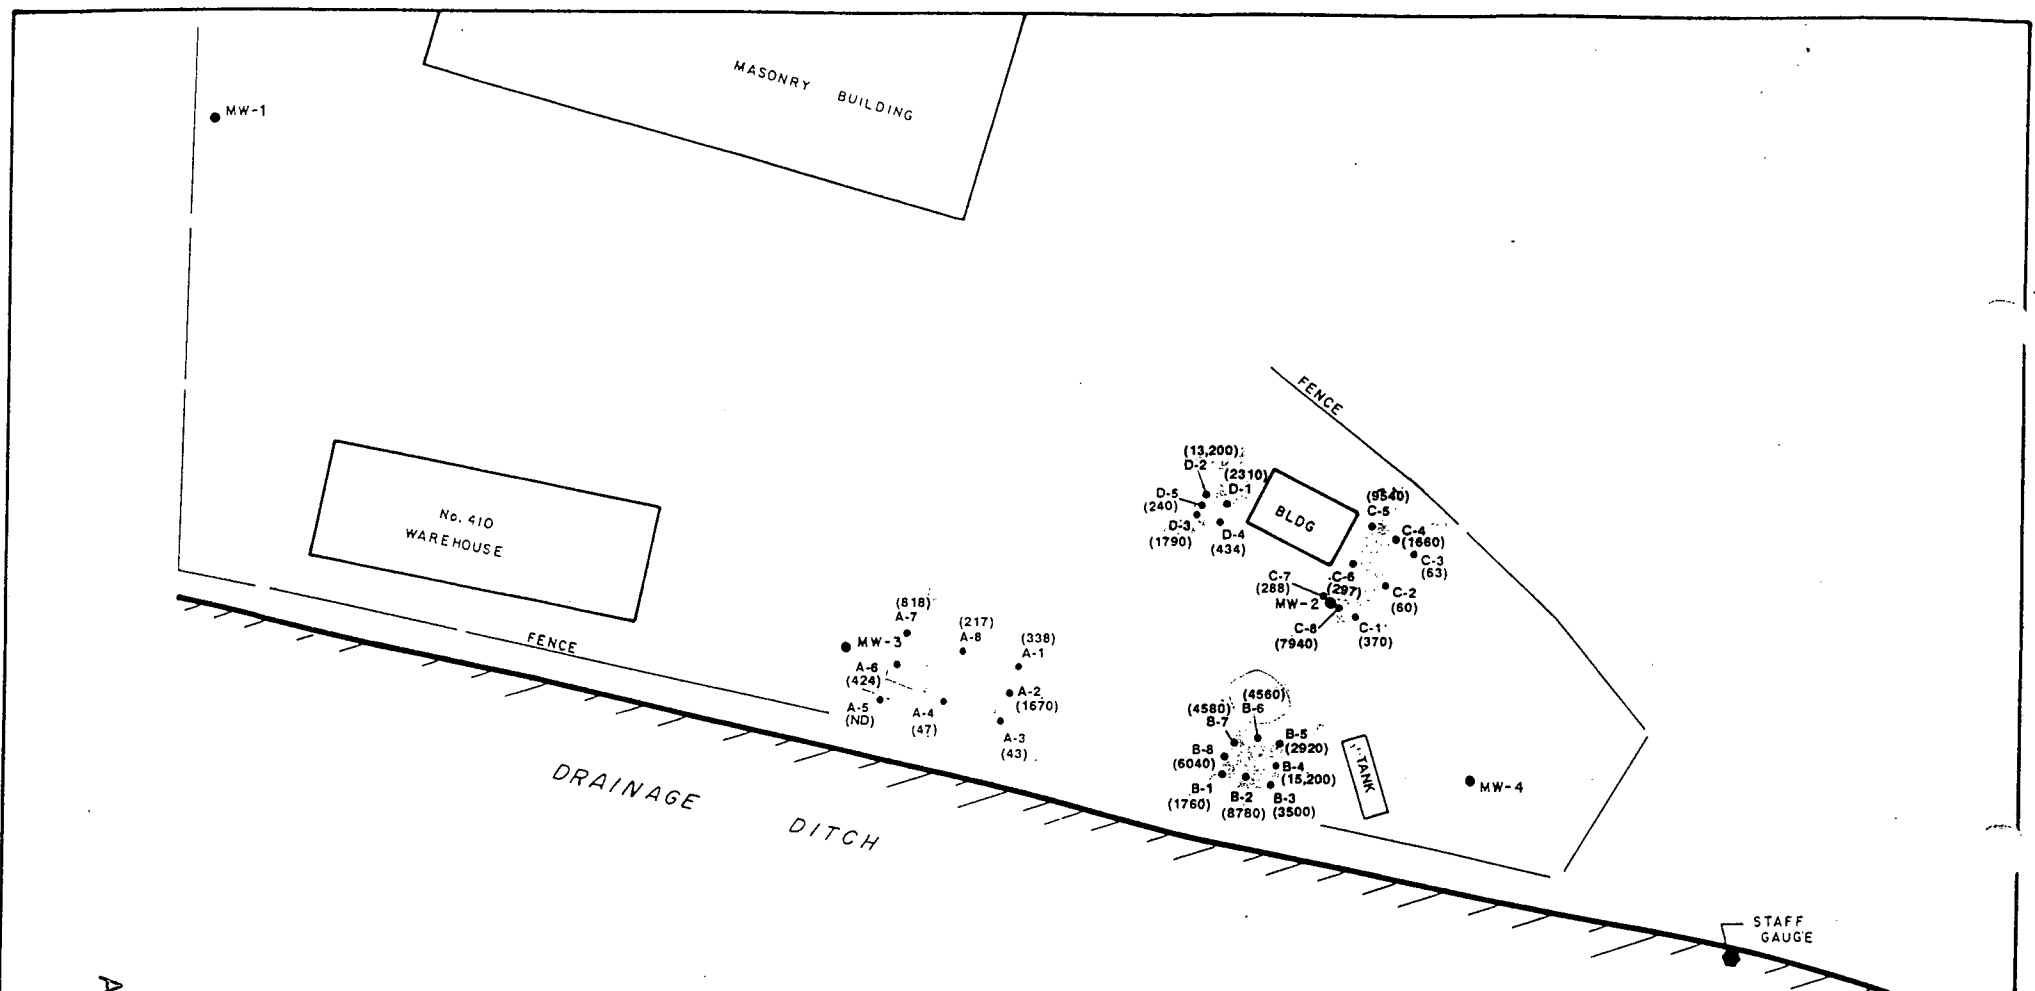 MASONRY BUILDING
MW-1
FENCE
No. 410
WAREHOUSE
FENCE
(13,200)
D-2
(2310)
D-1
D-5
(240)
D-3
(1790)
D-4
(434)
BLDG
(9540)
C-5
C-4
(1660)
C-3
(63)
C-6
(297)
C-2
(60)
C-7
(288)
MW-2
C-8
(7940)
C-1
(370)
(818)
A-7
MW-3
(217)
A-8
(338)
A-1
A-6
(424)
A-5
(ND)
A-4
(47)
A-2
(1670)
A-3
(43)
(4560)
B-6
(4580)
B-7
B-5
(2920)
B-8
(6040)
B-4
(15,200)
B-1
(1760)
B-2
(8780)
B-3
(3500)
TANK
MW-4
DRAINAGE
DITCH
STAFF
GAUGE
A